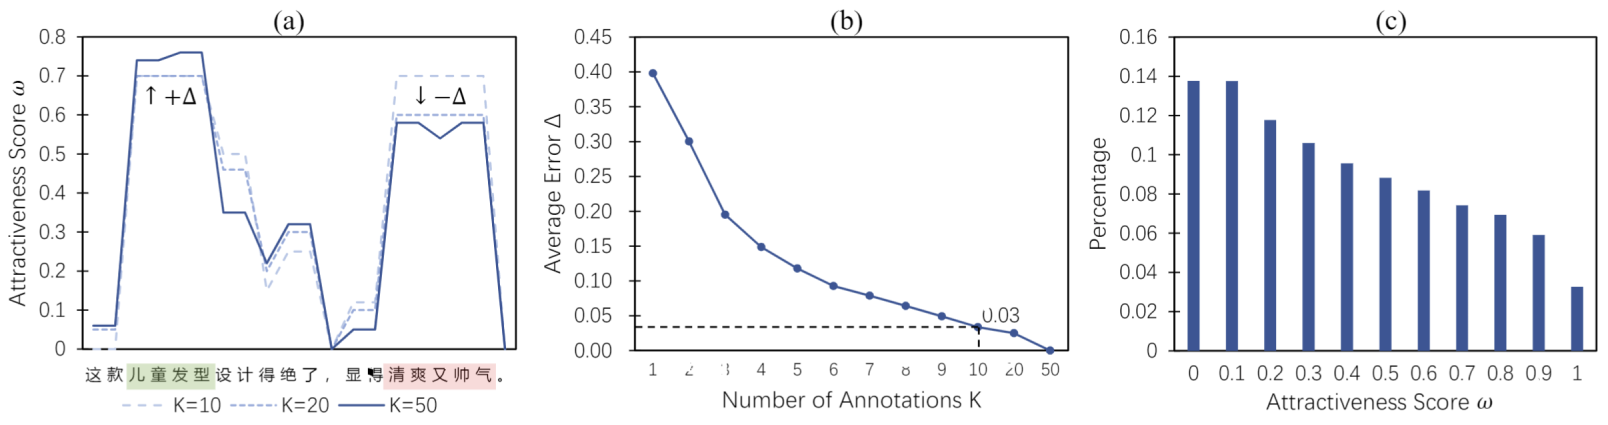 (a)
Attractiveness Score ω
0.8
0.7
0.6
0.5
0.4
0.3
0.2
0.1
0
↑ +Δ
↓ −Δ
这款儿童发型设计得绝了，显得清爽又帅气。
K=10 K=20 K=50
(b)
Average Error Δ
0.45
0.40
0.35
0.30
0.25
0.20
0.15
0.10
0.05
0.00
0.03
1 2 3 4 5 6 7 8 9 10 20 50
Number of Annotations K
(c)
Percentage
0.16
0.14
0.12
0.1
0.08
0.06
0.04
0.02
0
0 0.1 0.2 0.3 0.4 0.5 0.6 0.7 0.8 0.9 1
Attractiveness Score ω